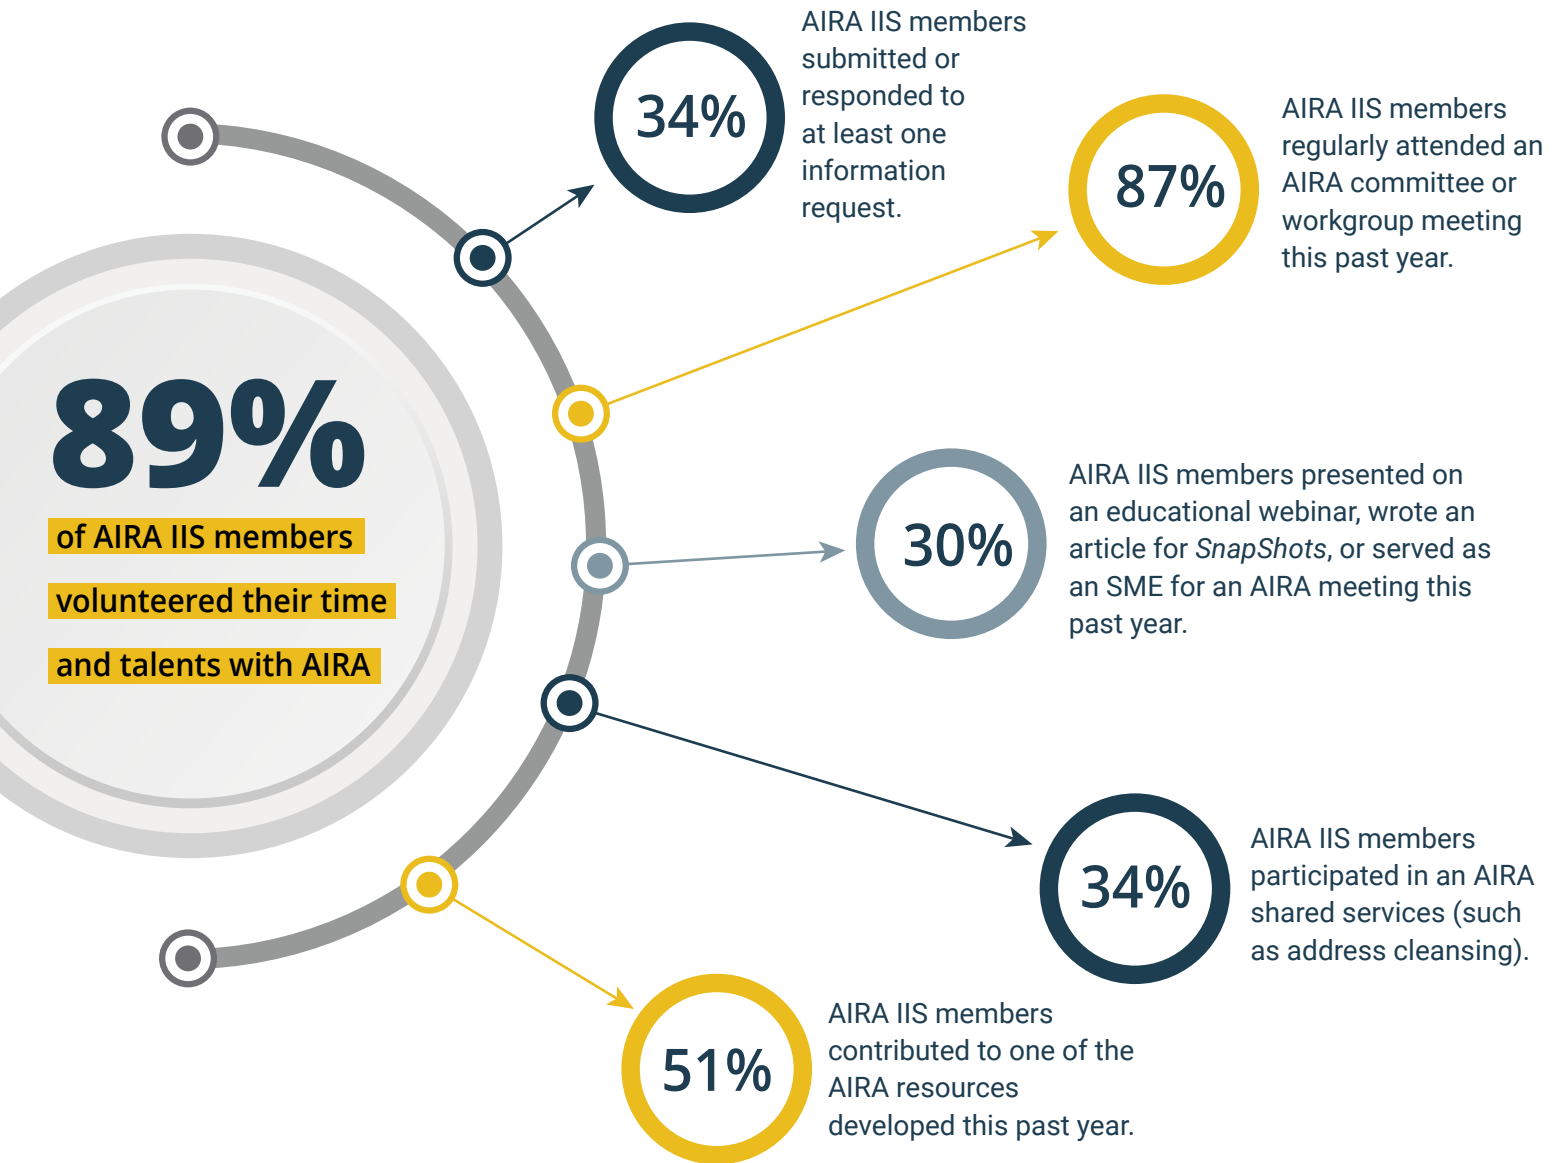 89%
of AIRA IIS members
volunteered their time
and talents with AIRA
34%
AIRA IIS members
submitted or
responded to
at least one
information
request.
87%
AIRA IIS members
regularly attended an
AIRA committee or
workgroup meeting
this past year.
30%
AIRA IIS members presented on
an educational webinar, wrote an
article for SnapShots, or served as
an SME for an AIRA meeting this
past year.
34%
AIRA IIS members
participated in an AIRA
shared services (such
as address cleansing).
51%
AIRA IIS members
contributed to one of the
AIRA resources
developed this past year.